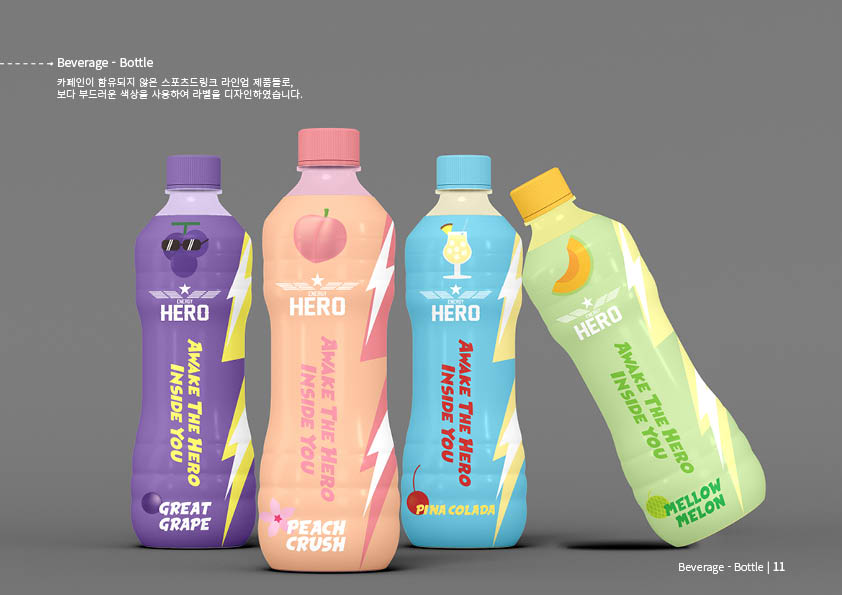 Beverage - Bottle
카페인이 함유되지 않은 스포츠드링크 라인업 제품들로,
보다 부드러운 색상을 사용하여 라벨을 디자인하였습니다.
ENERGY
HERO
AWAKE THE HERO
INSIDE YOU
GREAT
GRAPE
ENERGY
HERO
AWAKE THE HERO
INSIDE YOU
PEACH
CRUSH
ENERGY
HERO
AWAKE THE HERO
INSIDE YOU
PINA COLADA
ENERGY
HERO
AWAKE THE HERO
INSIDE YOU
MELLOW
MELON
Beverage - Bottle | 11